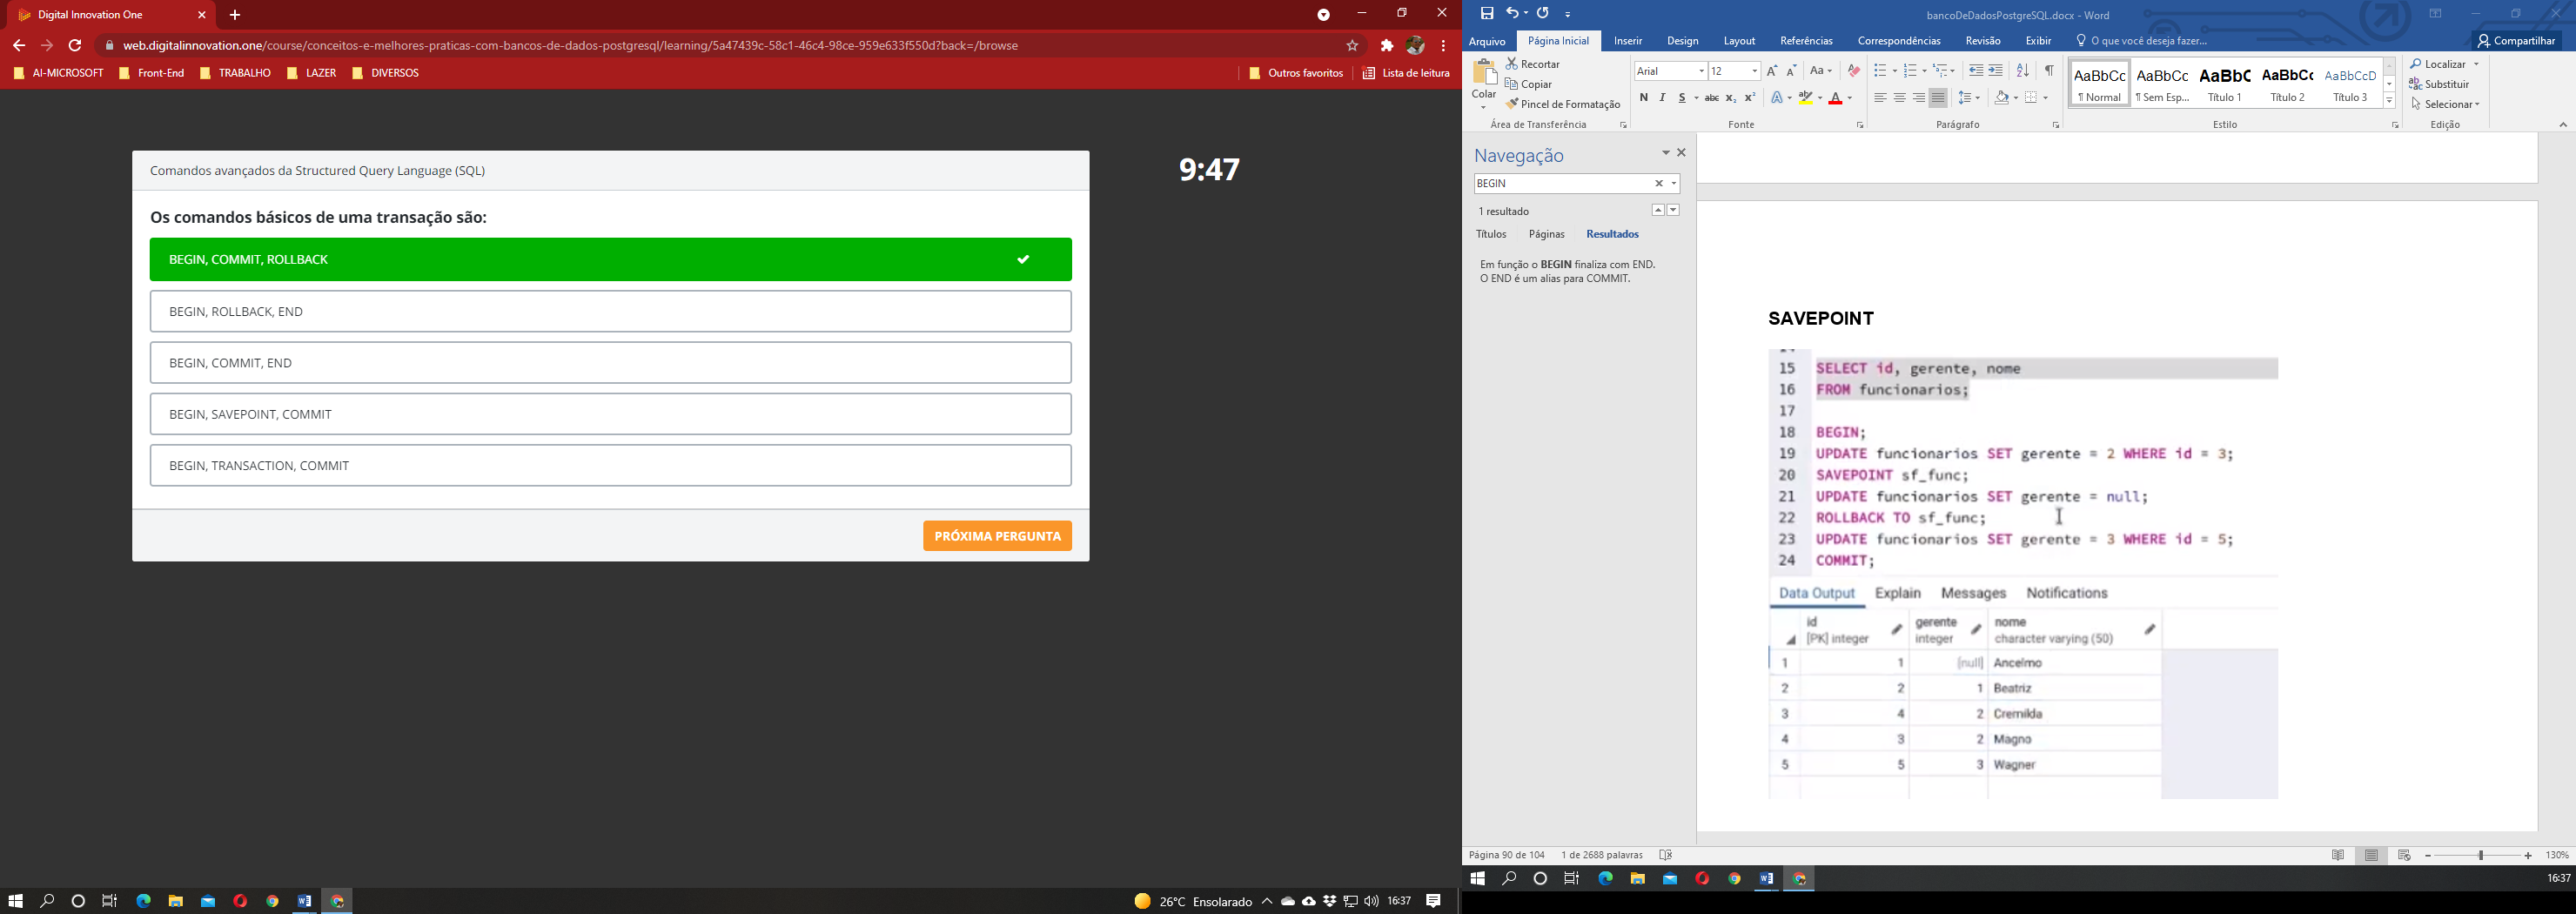 Digital Innovation One
web.digitalinnovation.one/course/conceitos-e-melhores-praticas-com-bancos-de-dados-postgresql/learning/5a47439c-58c1-46c4-98ce-959e633f550d?back=/browse
AI-MICROSOFT Front-End TRABALHO LAZER DIVERSOS Outros favoritos Lista de leitura
Comandos avançados da Structured Query Language (SQL)
9:47
Os comandos básicos de uma transação são:
BEGIN, COMMIT, ROLLBACK
BEGIN, ROLLBACK, END
BEGIN, COMMIT, END
BEGIN, SAVEPOINT, COMMIT
BEGIN, TRANSACTION, COMMIT
PRÓXIMA PERGUNTA
26°C Ensolarado 16:37
bancoDeDadosPostgreSQL.docx - Word
Arquivo Página Inicial Inserir Design Layout Referências Correspondências Revisão Exibir O que você deseja fazer... Compartilhar
Colar
Recortar
Copiar
Pincel de Formatação
Área de Transferência
Arial 12 A A Aa
N I S abc x₂ x² A ab A
Fonte
Parágrafo
AaBbCc AaBbCc AaBbC AaBbCc AaBbCcD
¶ Normal ¶ Sem Esp... Título 1 Título 2 Título 3
Estilo
Localizar
Substituir
Selecionar
Edição
Navegação
BEGIN
1 resultado
Títulos Páginas Resultados
Em função o BEGIN finaliza com END.
O END é um alias para COMMIT.
SAVEPOINT
15 SELECT id, gerente, nome
16 FROM funcionarios;
17
18 BEGIN;
19 UPDATE funcionarios SET gerente = 2 WHERE id = 3;
20 SAVEPOINT sf_func;
21 UPDATE funcionarios SET gerente = null;
22 ROLLBACK TO sf_func;
23 UPDATE funcionarios SET gerente = 3 WHERE id = 5;
24 COMMIT;
Data Output Explain Messages Notifications
id gerente nome
[PK] integer integer character varying (50)
1 1 [null] Ancelmo
2 2 1 Beatriz
3 4 2 Cremilda
4 3 2 Magno
5 5 3 Wagner
Página 90 de 104 1 de 2688 palavras 130%
16:37